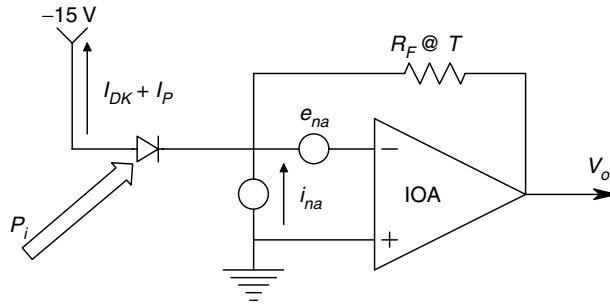 −15 V
R_F @ T
I_DK + I_P
e_na
−
IOA
V_o
i_na
P_i
+